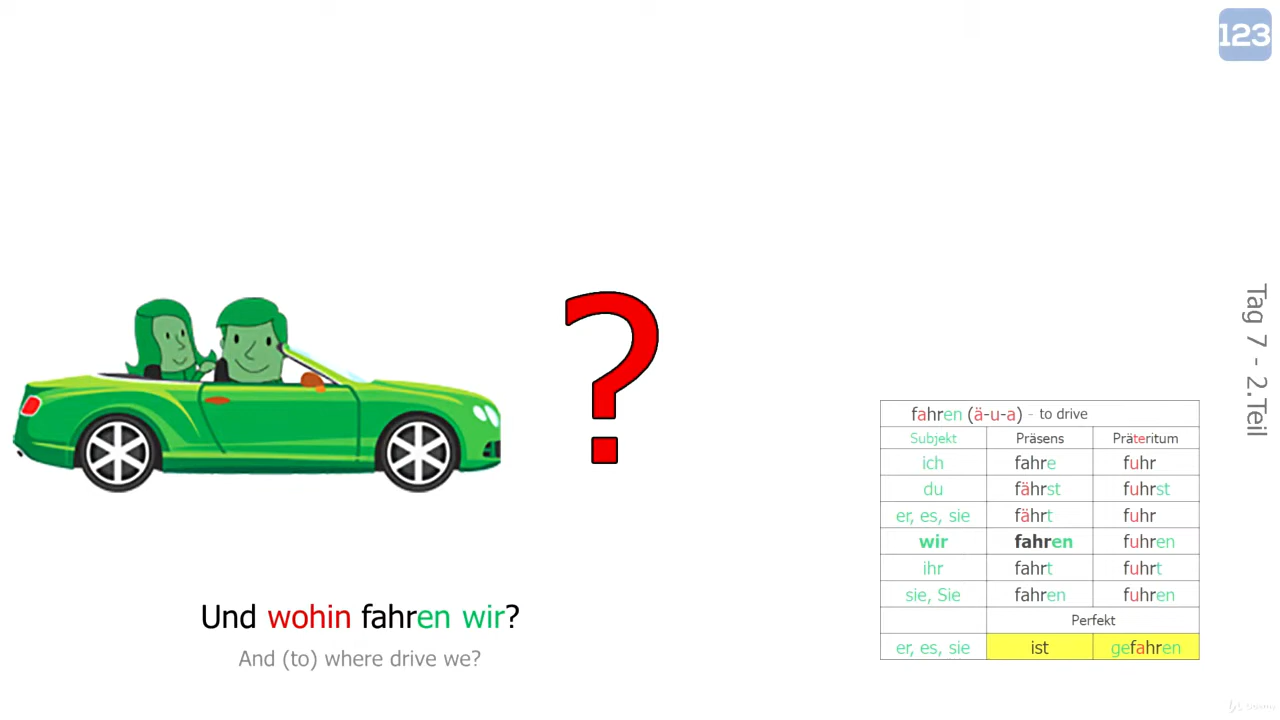 123
Tag 7 - 2.Teil
?
fahren (ä-u-a) - to drive
Subjekt Präsens Präteritum
ich fahre fuhr
du fährst fuhrst
er, es, sie fährt fuhr
wir fahren fuhren
ihr fahrt fuhrt
sie, Sie fahren fuhren
Perfekt
er, es, sie ist gefahren
Und wohin fahren wir?
And (to) where drive we?